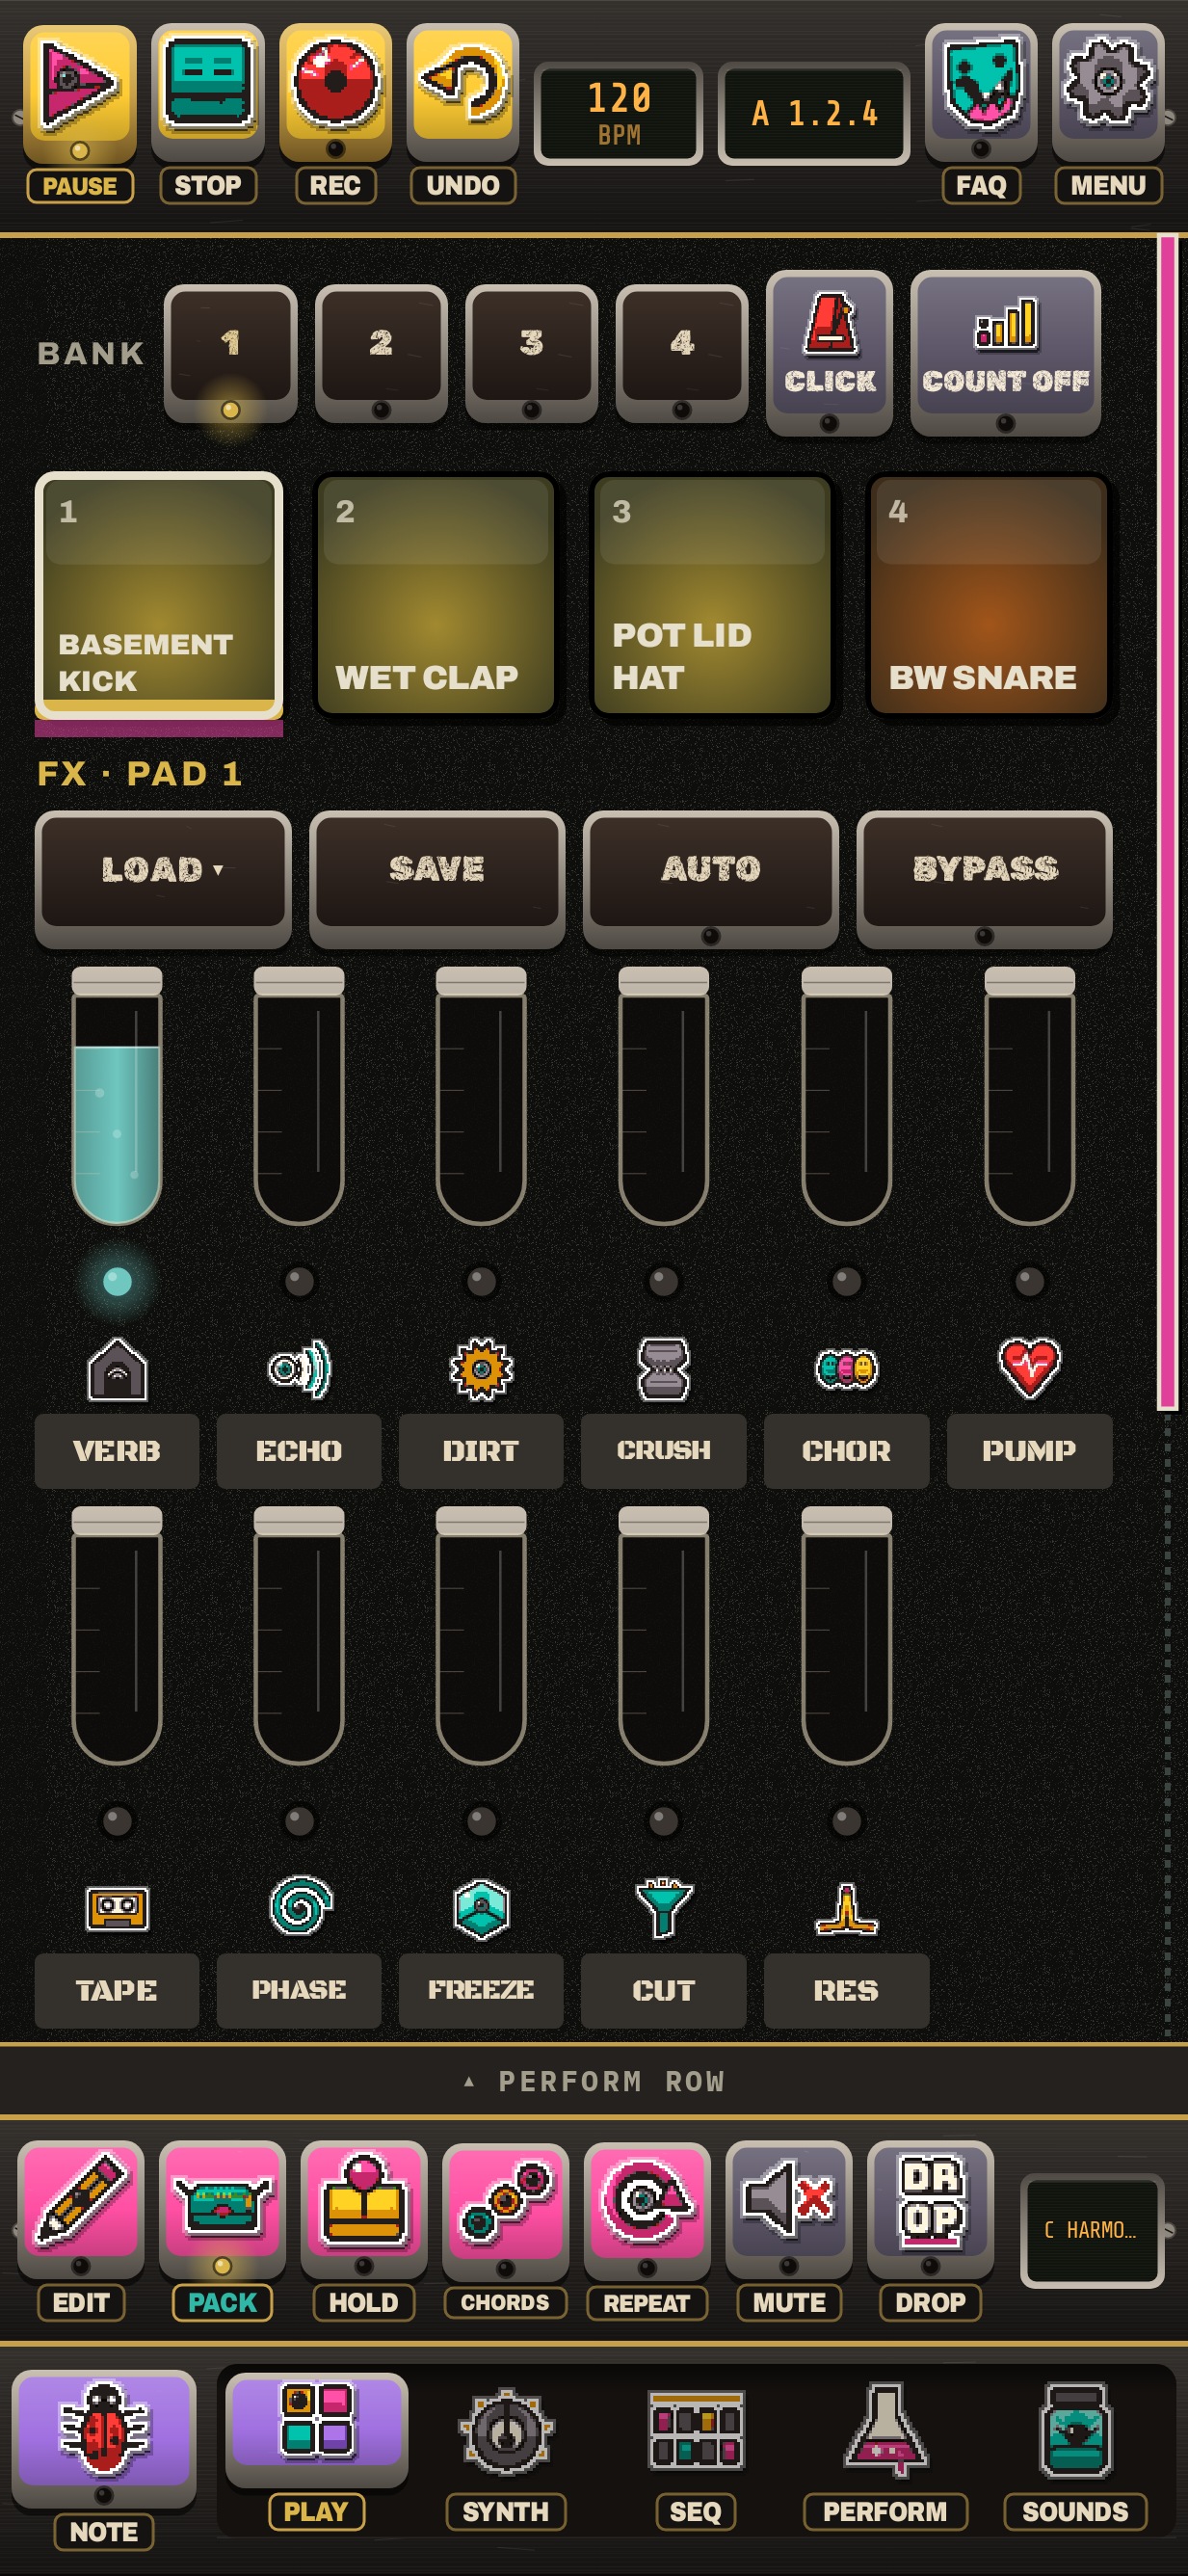 120
BPM
A 1.2.4
PAUSE
STOP
REC
UNDO
FAQ
MENU
BANK
1
2
3
4
CLICK
COUNT OFF
1
BASEMENT
KICK
2
WET CLAP
3
POT LID
HAT
4
BW SNARE
FX · PAD 1
LOAD ▾
SAVE
AUTO
BYPASS
VERB
ECHO
DIRT
CRUSH
CHOR
PUMP
TAPE
PHASE
FREEZE
CUT
RES
▴ PERFORM ROW
DR
OP
C HARMO…
EDIT
PACK
HOLD
CHORDS
REPEAT
MUTE
DROP
NOTE
PLAY
SYNTH
SEQ
PERFORM
SOUNDS